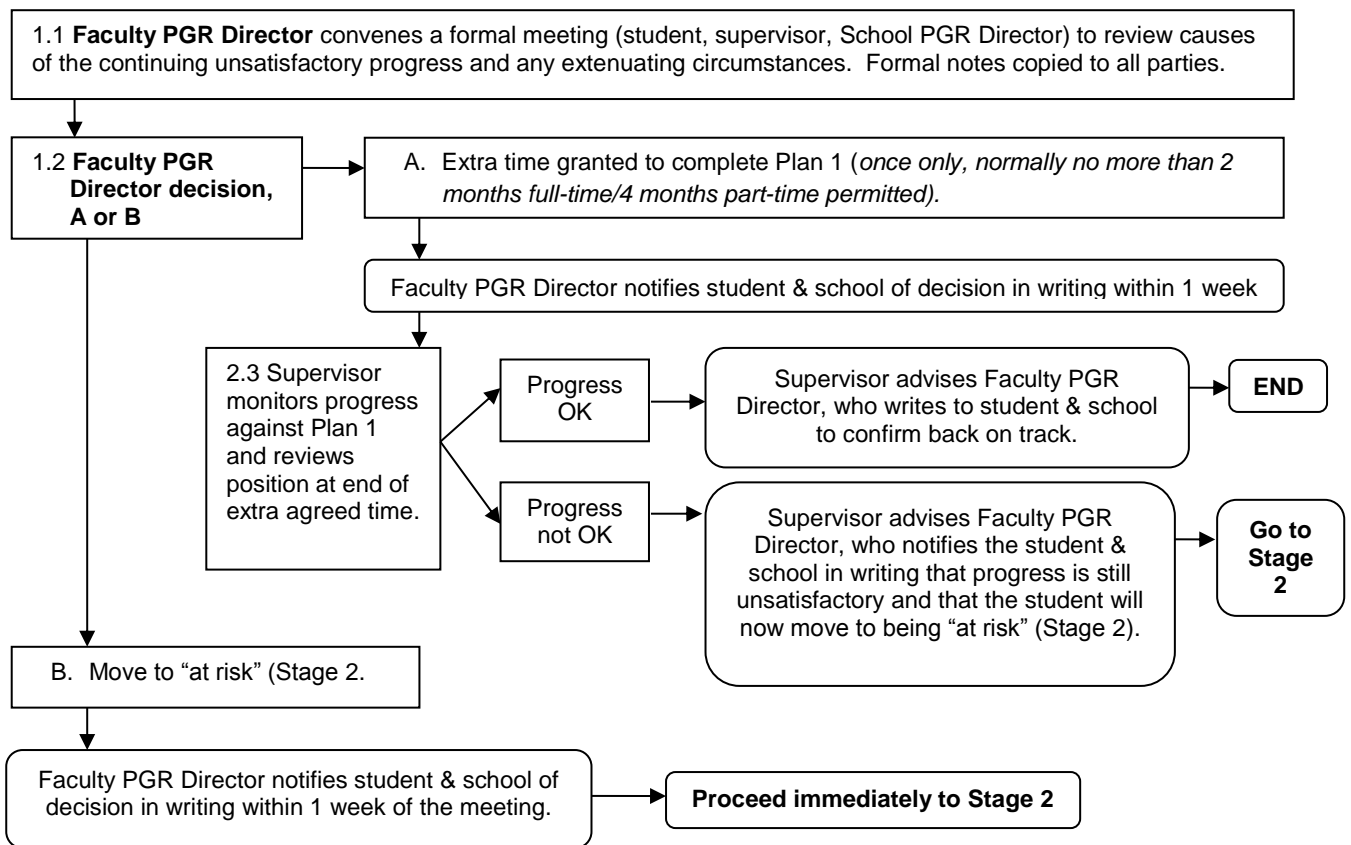 1.1 Faculty PGR Director convenes a formal meeting (student, supervisor, School PGR Director) to review causes
of the continuing unsatisfactory progress and any extenuating circumstances.  Formal notes copied to all parties.
1.2 Faculty PGR
Director decision,
A or B
A. Extra time granted to complete Plan 1 (once only, normally no more than 2
months full-time/4 months part-time permitted).
Faculty PGR Director notifies student & school of decision in writing within 1 week
2.3 Supervisor
monitors progress
against Plan 1
and reviews
position at end of
extra agreed time.
Progress
OK
Supervisor advises Faculty PGR
Director, who writes to student & school
to confirm back on track.
END
Progress
not OK
Supervisor advises Faculty PGR
Director, who notifies the student &
school in writing that progress is still
unsatisfactory and that the student will
now move to being “at risk” (Stage 2).
Go to
Stage
2
B. Move to “at risk” (Stage 2.
Faculty PGR Director notifies student & school of
decision in writing within 1 week of the meeting.
Proceed immediately to Stage 2